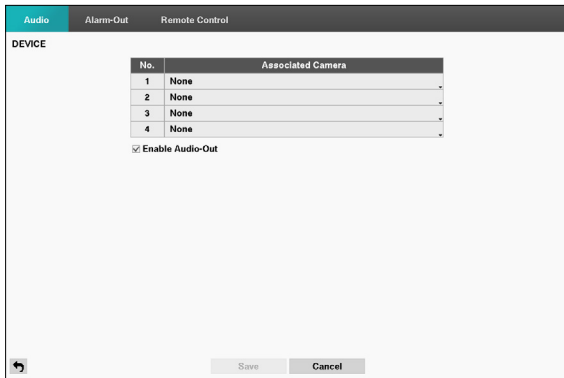 Audio Alarm-Out Remote Control
DEVICE
No. Associated Camera
1 None
2 None
3 None
4 None
Enable Audio-Out
Save Cancel